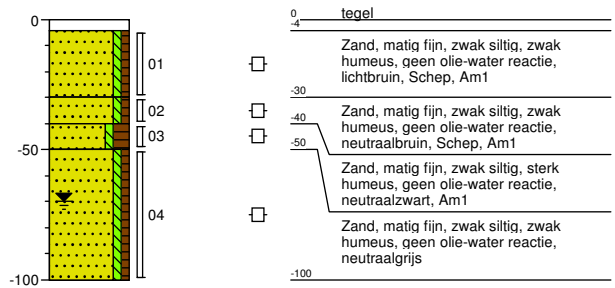 0
-50
-100
01
02
03
04
0
tegel
-4
Zand, matig fijn, zwak siltig, zwak
humeus, geen olie-water reactie,
lichtbruin, Schep, Am1
-30
Zand, matig fijn, zwak siltig, zwak
humeus, geen olie-water reactie,
neutraalbruin, Schep, Am1
-40
-50
Zand, matig fijn, zwak siltig, sterk
humeus, geen olie-water reactie,
neutraalzwart, Am1
Zand, matig fijn, zwak siltig, zwak
humeus, geen olie-water reactie,
neutraalgrijs
-100